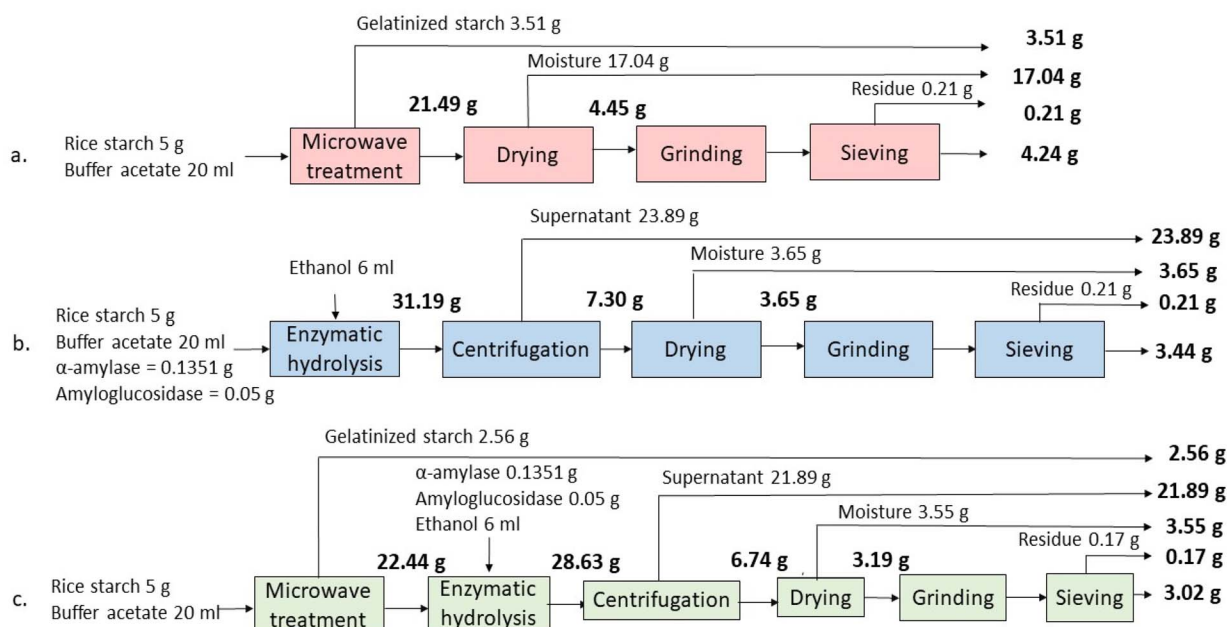 Gelatinized starch 3.51 g
3.51 g
Moisture 17.04 g
17.04 g
Residue 0.21 g
21.49 g
4.45 g
0.21 g
a.
Rice starch 5 g
Buffer acetate 20 ml
Microwave
treatment
Drying
Grinding
Sieving
4.24 g
Supernatant 23.89 g
23.89 g
Moisture 3.65 g
3.65 g
Ethanol 6 ml
Residue 0.21 g
0.21 g
31.19 g
7.30 g
3.65 g
b.
Rice starch 5 g
Buffer acetate 20 ml
α-amylase = 0.1351 g
Amyloglucosidase = 0.05 g
Enzymatic
hydrolysis
Centrifugation
Drying
Grinding
Sieving
3.44 g
Gelatinized starch 2.56 g
2.56 g
α-amylase 0.1351 g
Amyloglucosidase 0.05 g
Ethanol 6 ml
Supernatant 21.89 g
21.89 g
Moisture 3.55 g
3.55 g
Residue 0.17 g
0.17 g
22.44 g
28.63 g
6.74 g
3.19 g
c.
Rice starch 5 g
Buffer acetate 20 ml
Microwave
treatment
Enzymatic
hydrolysis
Centrifugation
Drying
Grinding
Sieving
3.02 g